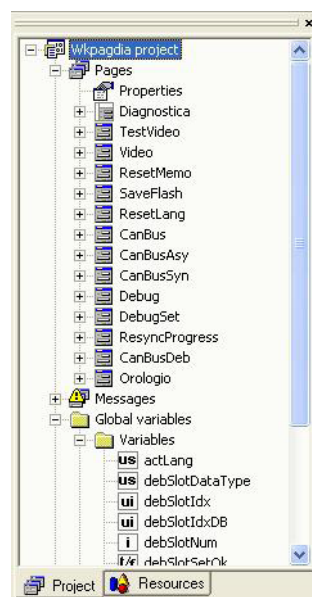 Wkpagdia project
Pages
Properties
Diagnostica
TestVideo
Video
ResetMemo
SaveFlash
ResetLang
CanBus
CanBusAsy
CanBusSyn
Debug
DebugSet
ResyncProgress
CanBusDeb
Orologio
Messages
Global variables
Variables
us actLang
us debSlotDataType
ui debSlotIdx
ui debSlotIdxDB
i debSlotNum
t/f debSlotSetOk
Project Resources